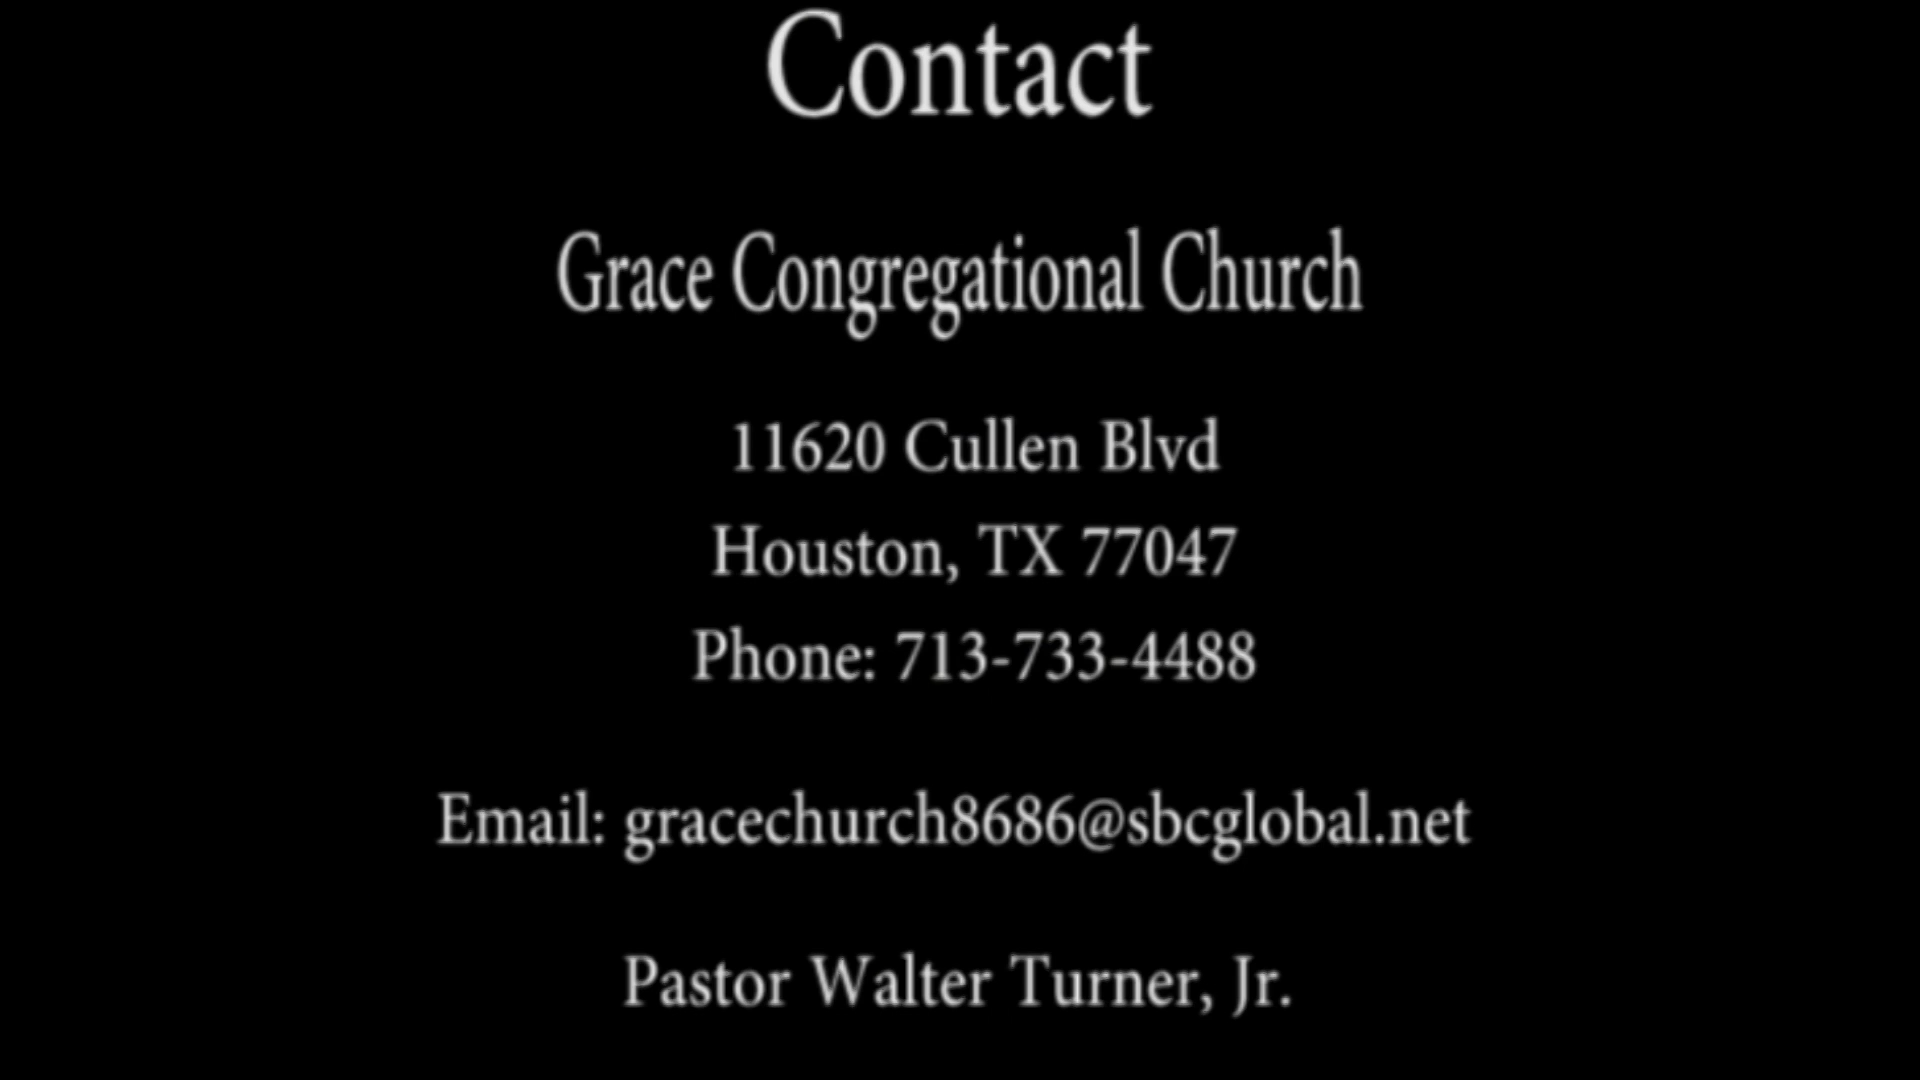 Contact
Grace Congregational Church
11620 Cullen Blvd
Houston, TX 77047
Phone: 713-733-4488
Email: gracechurch8686@sbcglobal.net
Pastor Walter Turner, Jr.